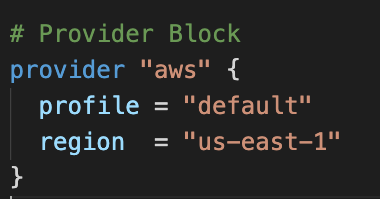 # Provider Block
provider "aws" {
  profile = "default"
  region  = "us-east-1"
}